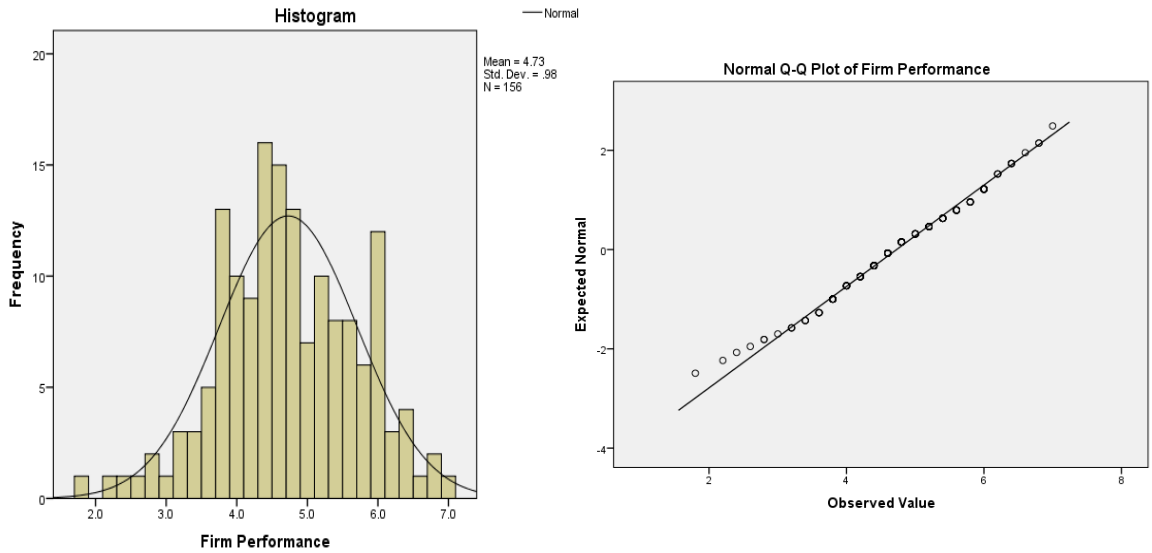 Histogram
Normal
Mean = 4.73
Std. Dev. = .98
N = 156
20
15
10
5
0
Frequency
2.0 3.0 4.0 5.0 6.0 7.0
Firm Performance
Normal Q-Q Plot of Firm Performance
2
0
-2
-4
Expected Normal
2 4 6 8
Observed Value